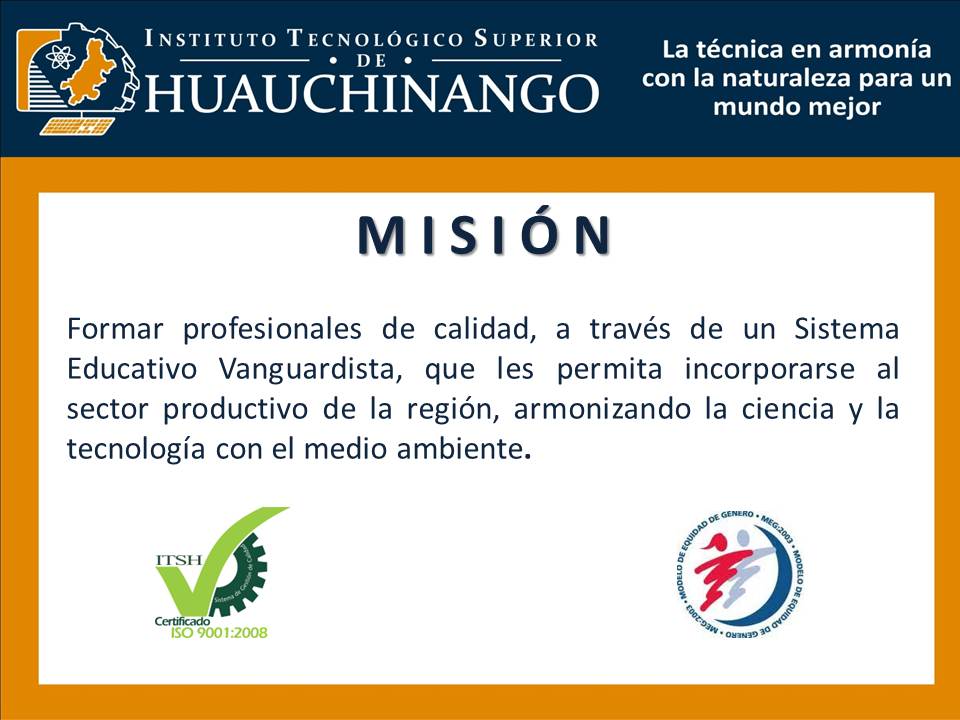 INSTITUTO TECNOLÓGICO SUPERIOR
• DE •
HUAUCHINANGO
La técnica en armonía
con la naturaleza para un
mundo mejor
MISIÓN
Formar profesionales de calidad, a través de un Sistema
Educativo Vanguardista, que les permita incorporarse al
sector productivo de la región, armonizando la ciencia y la
tecnología con el medio ambiente.
ITSH
Sistema de Gestión de Calidad
Certificado
ISO 9001:2008
MODELO DE EQUIDAD DE GENERO • MEG:2003 • MODELO DE EQUIDAD DE GENERO • MEG:2003 •